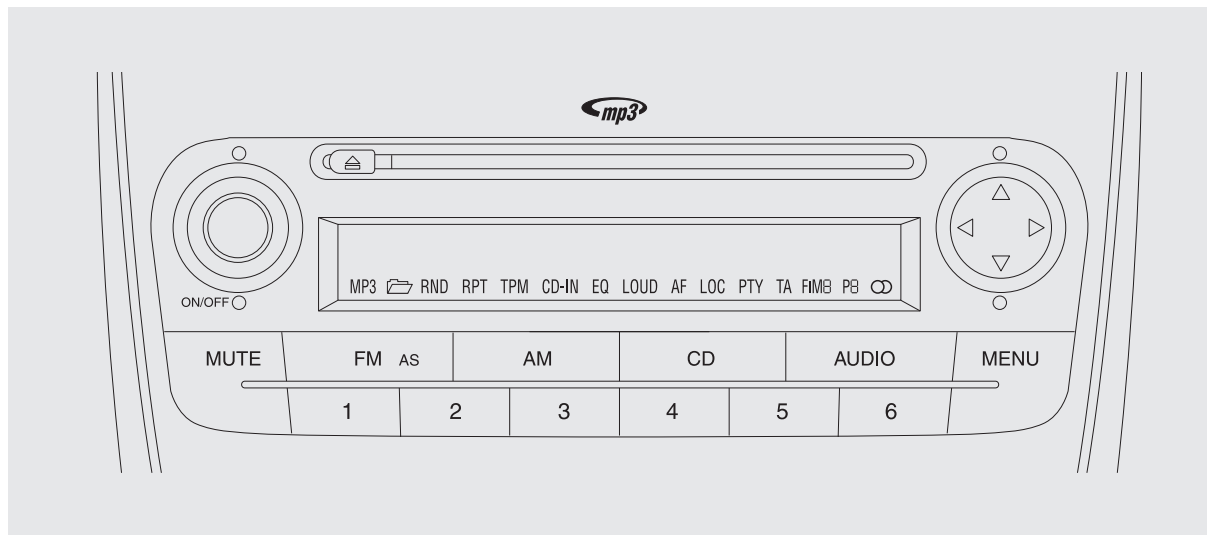 mp3
MP3 RND RPT TPM CD-IN EQ LOUD AF LOC PTY TA FiM8 P8
ON/OFF
MUTE FM AS AM CD AUDIO MENU
1 2 3 4 5 6